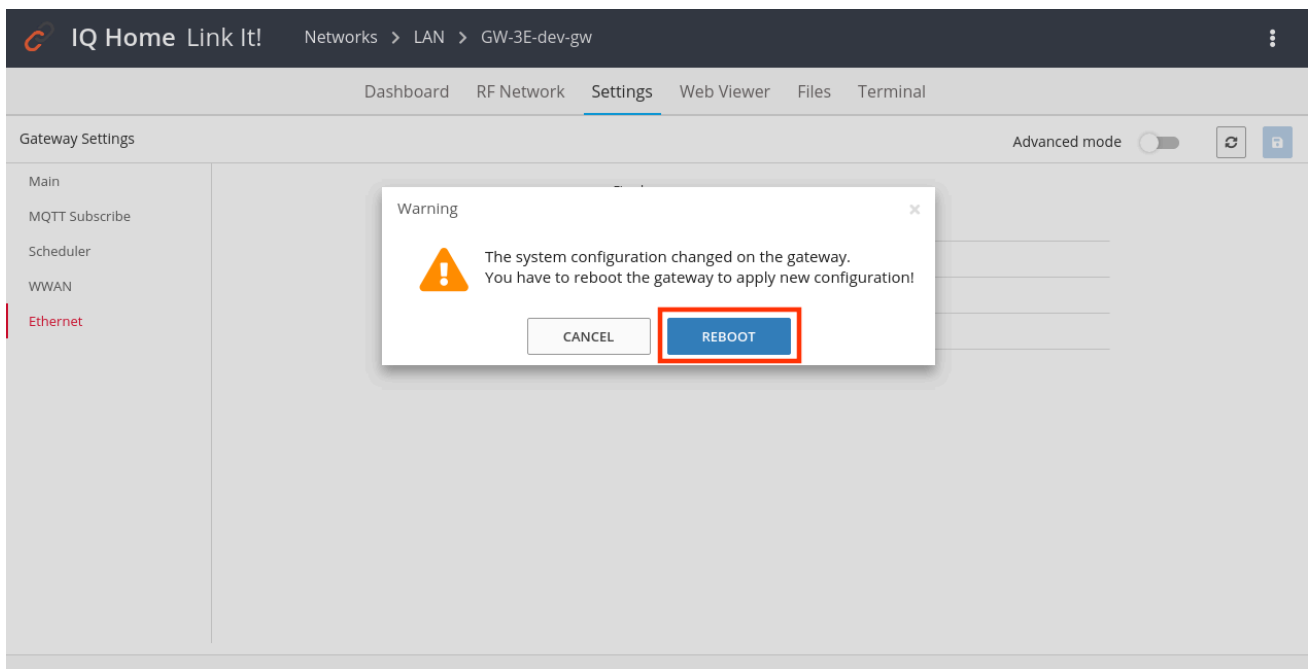 IQ Home Link It! Networks > LAN > GW-3E-dev-gw
Dashboard RF Network Settings Web Viewer Files Terminal
Gateway Settings Advanced mode
Main
MQTT Subscribe
Scheduler
WWAN
Ethernet
Warning ×
The system configuration changed on the gateway.
You have to reboot the gateway to apply new configuration!
CANCEL REBOOT